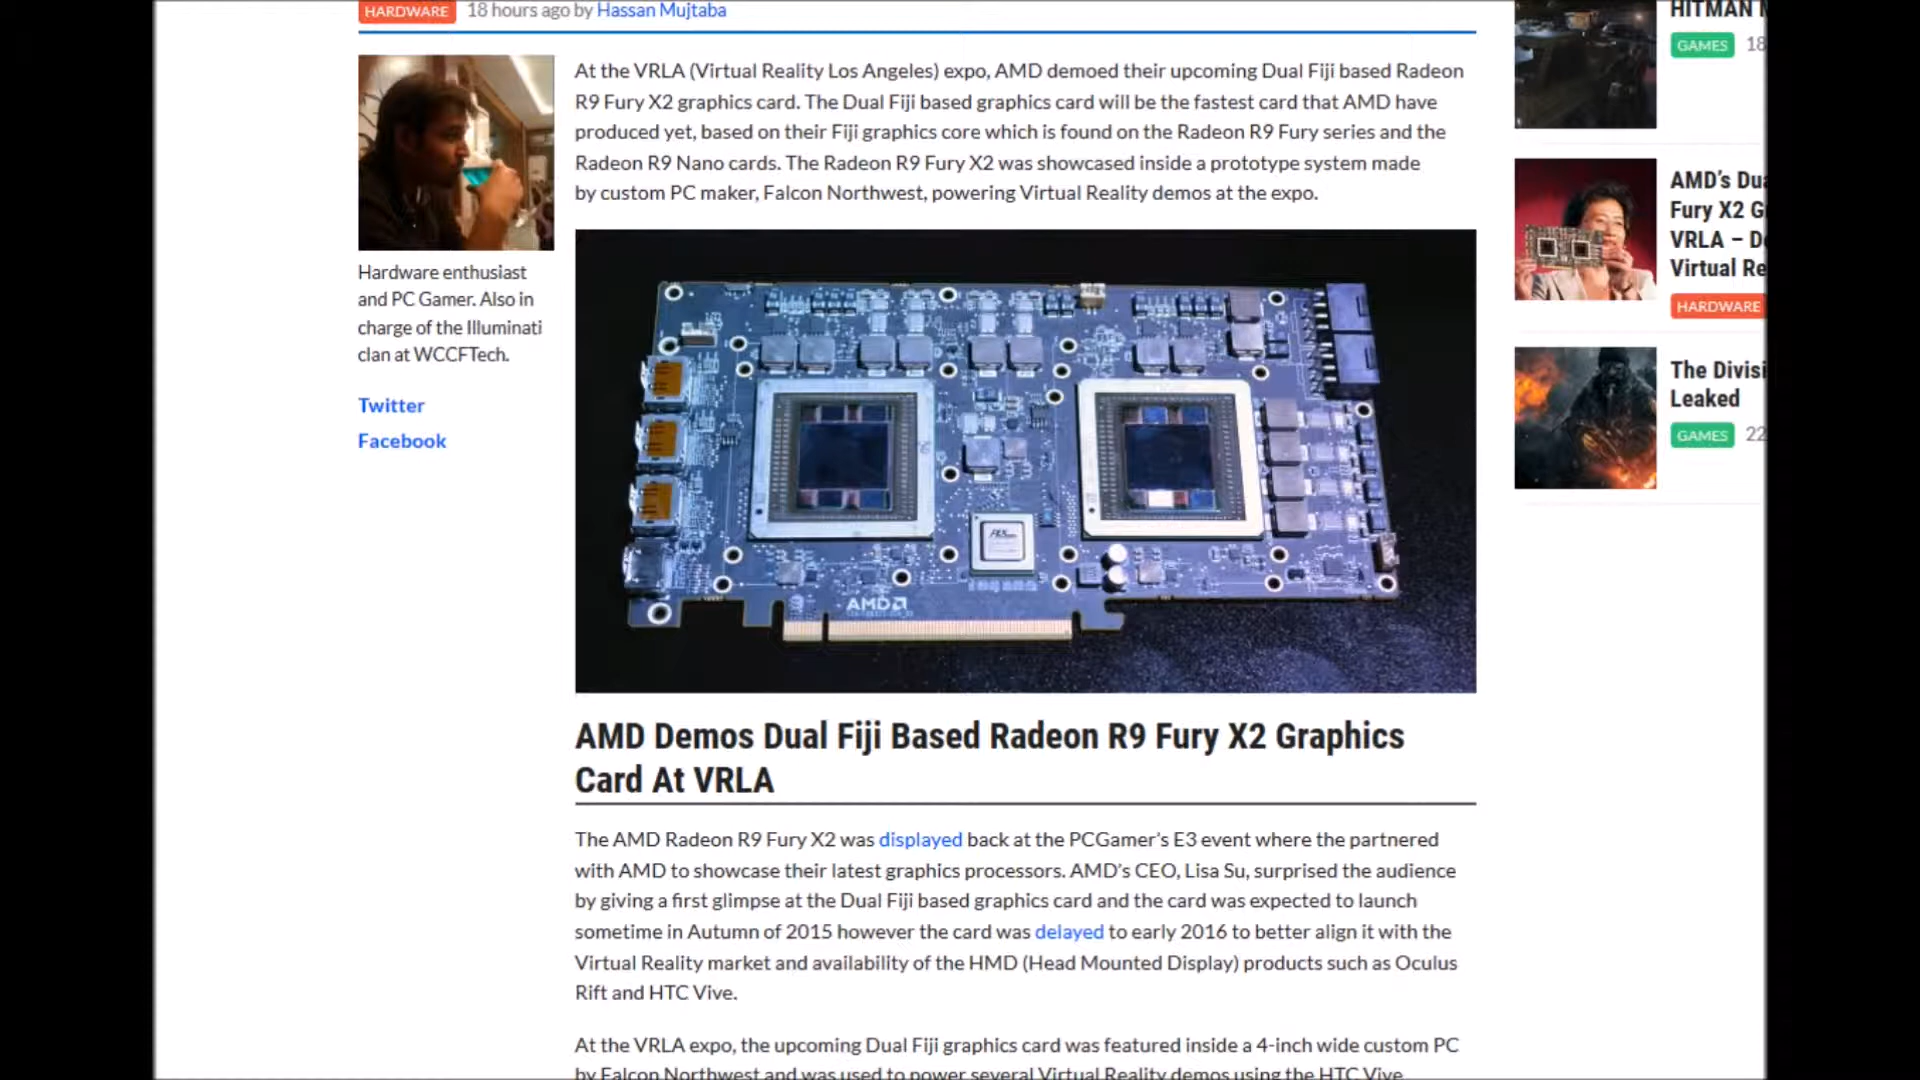 HARDWARE 18 hours ago by Hassan Mujtaba
At the VRLA (Virtual Reality Los Angeles) expo, AMD demoed their upcoming Dual Fiji based Radeon
R9 Fury X2 graphics card. The Dual Fiji based graphics card will be the fastest card that AMD have
produced yet, based on their Fiji graphics core which is found on the Radeon R9 Fury series and the
Radeon R9 Nano cards. The Radeon R9 Fury X2 was showcased inside a prototype system made
by custom PC maker, Falcon Northwest, powering Virtual Reality demos at the expo.
Hardware enthusiast
and PC Gamer. Also in
charge of the Illuminati
clan at WCCFTech.
Twitter
Facebook
AMD
AMD Demos Dual Fiji Based Radeon R9 Fury X2 Graphics
Card At VRLA
The AMD Radeon R9 Fury X2 was displayed back at the PCGamer's E3 event where the partnered
with AMD to showcase their latest graphics processors. AMD's CEO, Lisa Su, surprised the audience
by giving a first glimpse at the Dual Fiji based graphics card and the card was expected to launch
sometime in Autumn of 2015 however the card was delayed to early 2016 to better align it with the
Virtual Reality market and availability of the HMD (Head Mounted Display) products such as Oculus
Rift and HTC Vive.
At the VRLA expo, the upcoming Dual Fiji graphics card was featured inside a 4-inch wide custom PC
by Falcon Northwest and was used to power several Virtual Reality demos using the HTC Vive
HITMAN
GAMES 18
AMD's
Fury X2
VRLA –
Virtual
HARDWARE
The
Leaked
GAMES 22